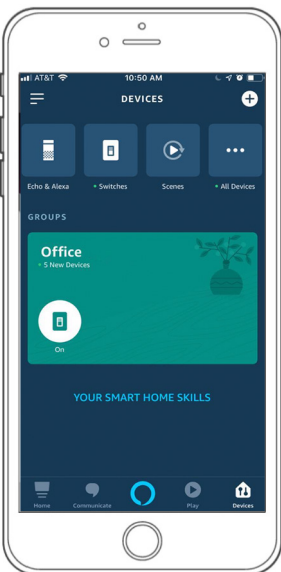 AT&T 10:50 AM
DEVICES
Echo & Alexa • Switches Scenes • All Devices
GROUPS
Office
• 5 New Devices
On
YOUR SMART HOME SKILLS
Home Communicate Play Devices